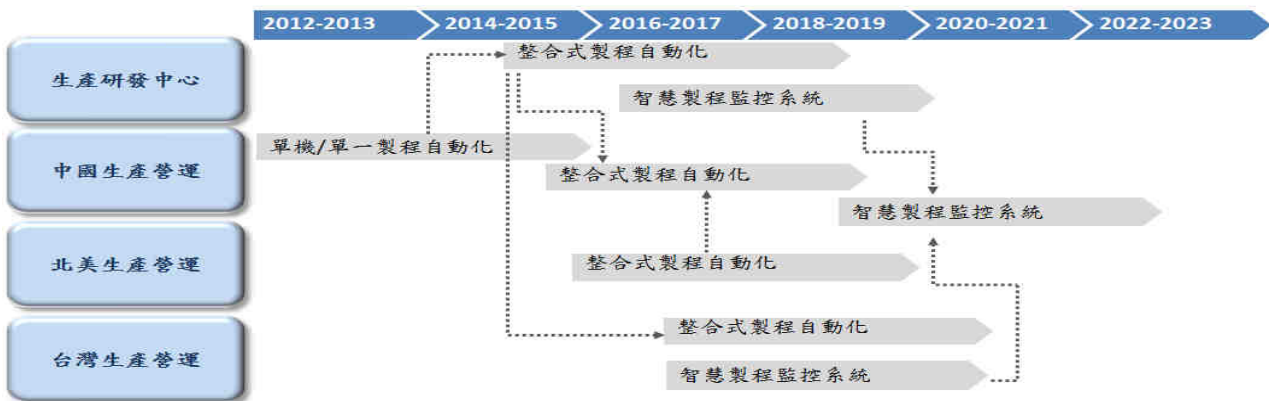 2012-2013 2014-2015 2016-2017 2018-2019 2020-2021 2022-2023
生產研發中心
整合式製程自動化
智慧製程監控系統
中國生產營運
單機/單一製程自動化
整合式製程自動化
智慧製程監控系統
北美生產營運
整合式製程自動化
台灣生產營運
整合式製程自動化
智慧製程監控系統